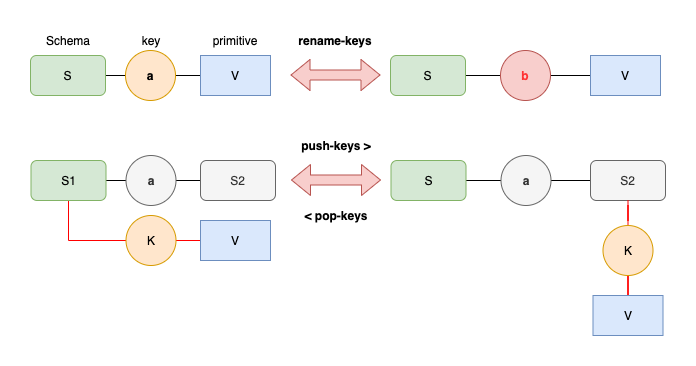 Schema key primitive rename-keys
S a V S b V
push-keys >
S1 a S2 S a S2
< pop-keys
K V K
V